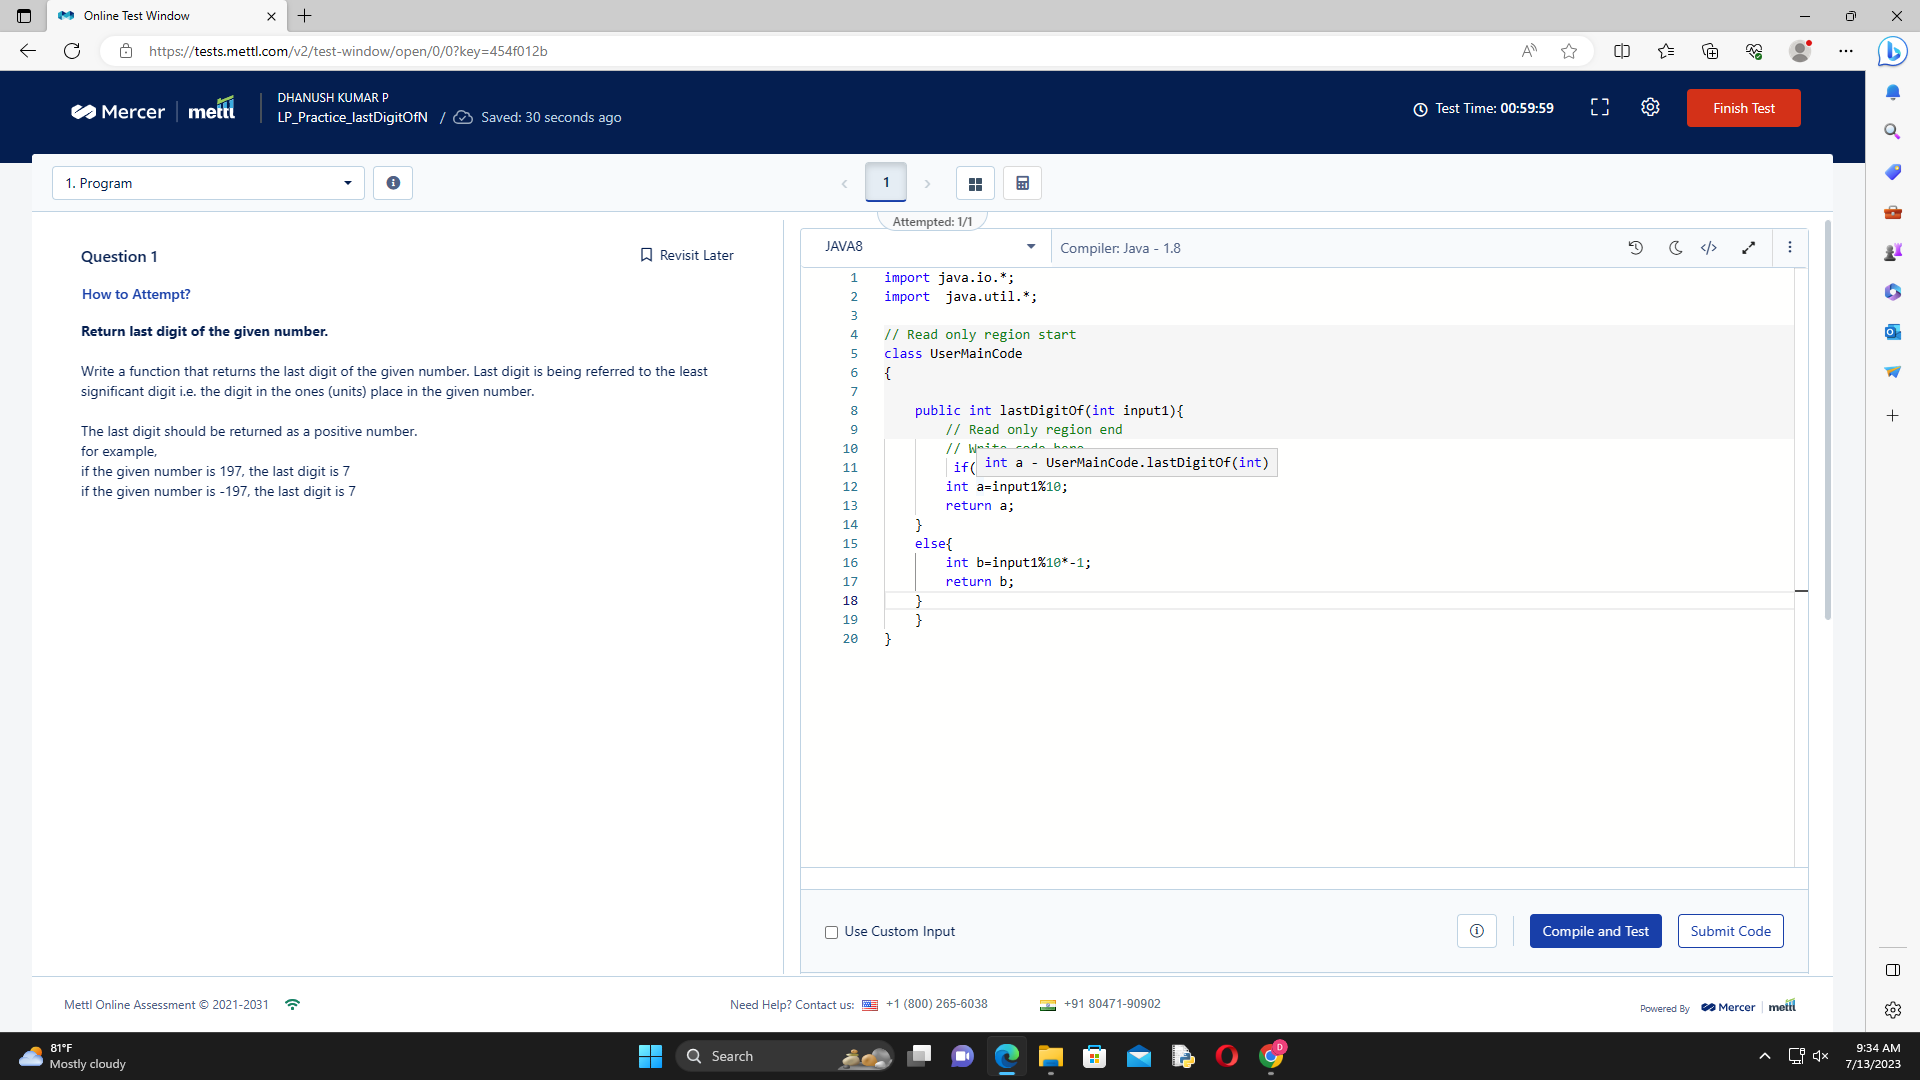 Online Test Window
https://tests.mettl.com/v2/test-window/open/0/0?key=454f012b
Mercer | mettl
DHANUSH KUMAR P
LP_Practice_lastDigitOfN / Saved: 30 seconds ago
Test Time: 00:59:59
Finish Test
1. Program
1
Attempted: 1/1
Question 1
Revisit Later
How to Attempt?
Return last digit of the given number.
Write a function that returns the last digit of the given number. Last digit is being referred to the least
significant digit i.e. the digit in the ones (units) place in the given number.
The last digit should be returned as a positive number.
for example,
if the given number is 197, the last digit is 7
if the given number is -197, the last digit is 7
JAVA8
Compiler: Java - 1.8
1 import java.io.*;
2 import  java.util.*;
3
4 // Read only region start
5 class UserMainCode
6 {
7
8 public int lastDigitOf(int input1){
9 // Read only region end
10 // Write code here
11 if(
int a - UserMainCode.lastDigitOf(int)
12 int a=input1%10;
13 return a;
14 }
15 else{
16 int b=input1%10*-1;
17 return b;
18 }
19 }
20 }
Use Custom Input
Compile and Test
Submit Code
Mettl Online Assessment © 2021-2031
Need Help? Contact us: +1 (800) 265-6038
+91 80471-90902
Powered By Mercer | mettl
81°F
Mostly cloudy
Search
D
9:34 AM
7/13/2023